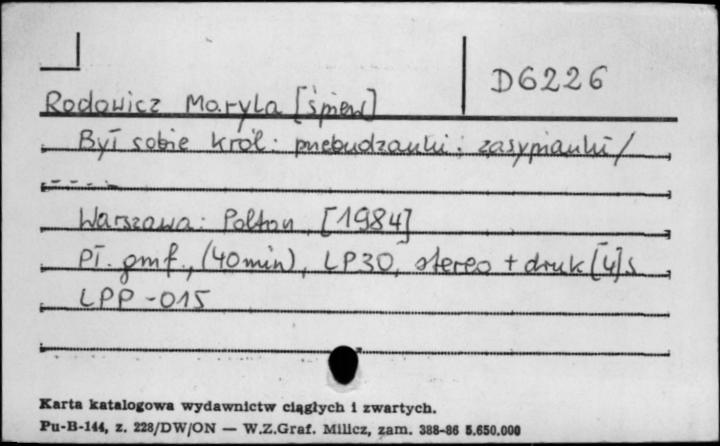 D6226
Rodowicz Maryla [śpiew]
Był sobie król: przebudzanki i zasypianki /
- - - - -
Warszawa: Polton, [1984]
Pł. gmf., (40 min), LP30, stereo + druk [4] s
LPP-015
Karta katalogowa wydawnictw ciągłych i zwartych.
Pu-B-144, z. 228/DW/ON — W.Z.Graf. Milicz, zam. 388-86 5.650.000